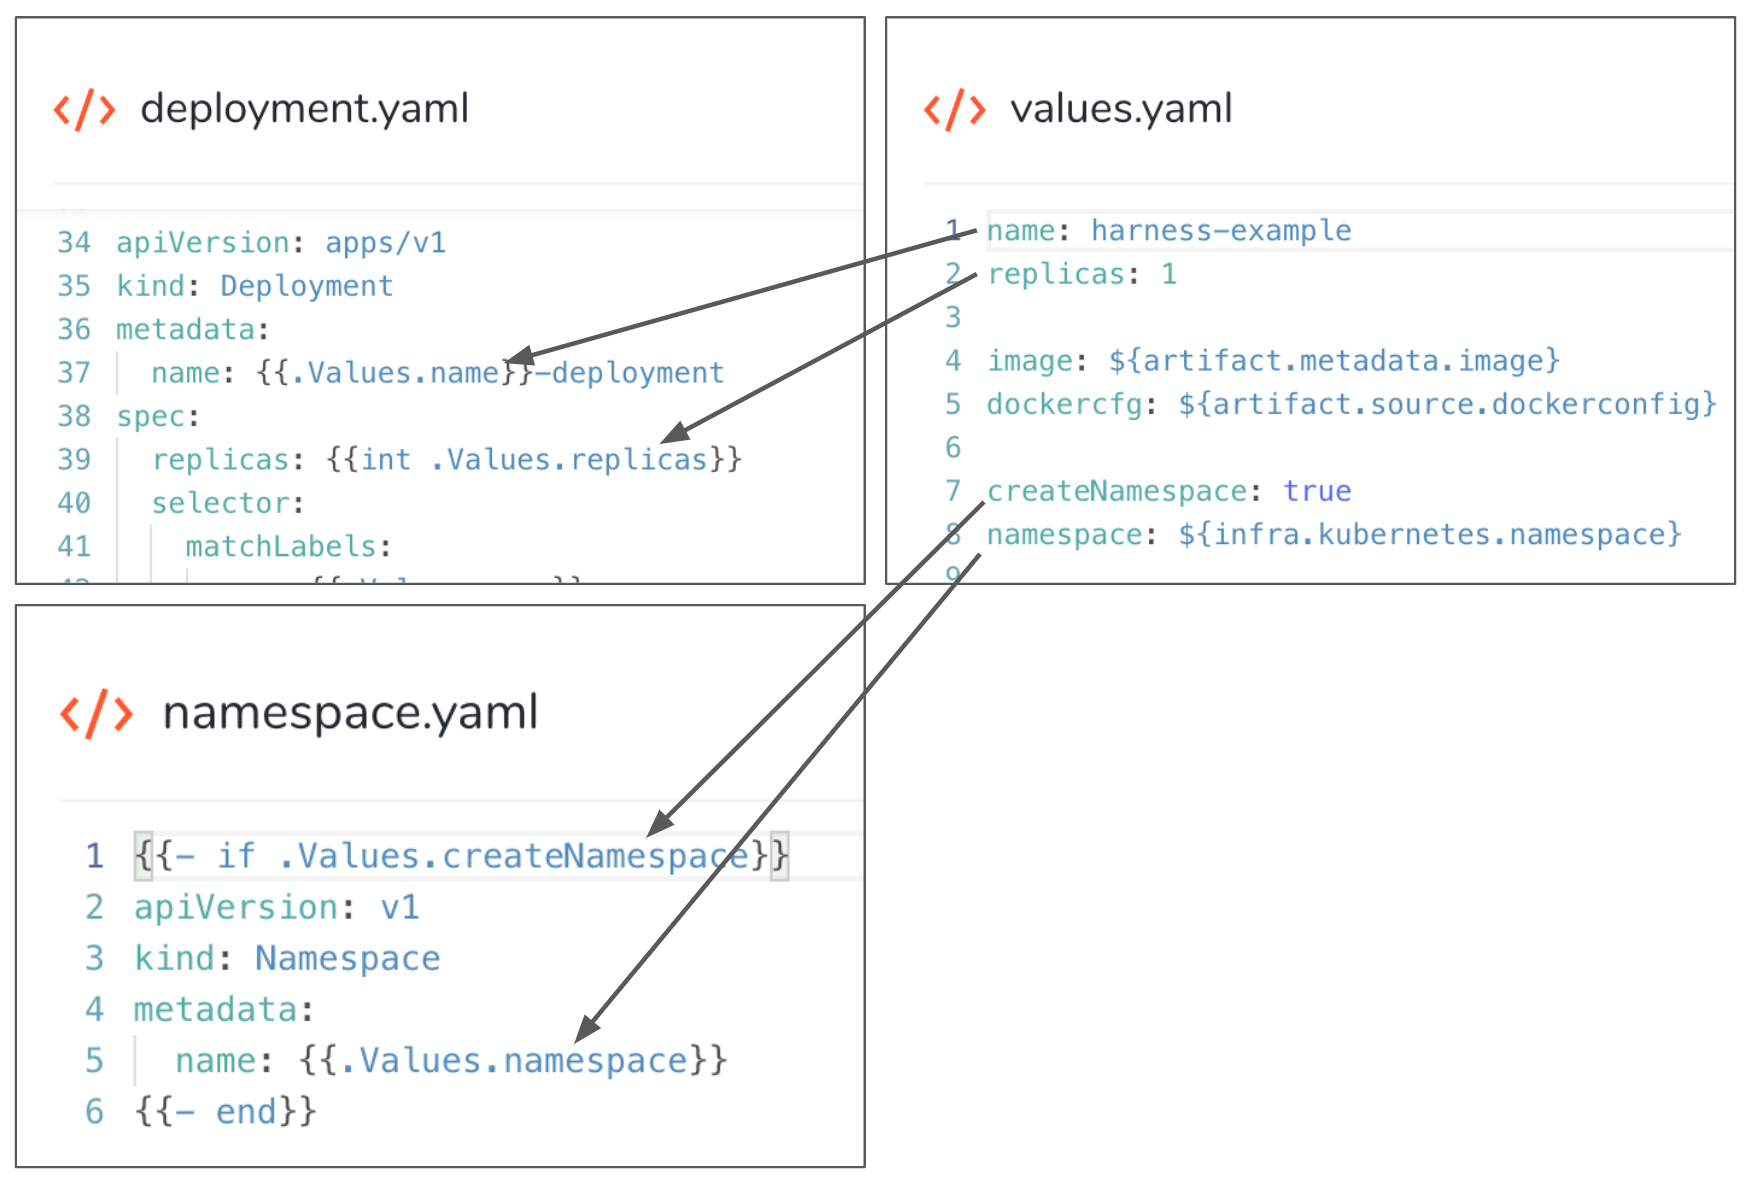 deployment.yaml
34 apiVersion: apps/v1
35 kind: Deployment
36 metadata:
37 name: {{.Values.name}}-deployment
38 spec:
39 replicas: {{int .Values.replicas}}
40 selector:
41 matchLabels:
values.yaml
1 name: harness-example
2 replicas: 1
3
4 image: ${artifact.metadata.image}
5 dockercfg: ${artifact.source.dockerconfig}
6
7 createNamespace: true
8 namespace: ${infra.kubernetes.namespace}
9
namespace.yaml
1 {{- if .Values.createNamespace}}
2 apiVersion: v1
3 kind: Namespace
4 metadata:
5 name: {{.Values.namespace}}
6 {{- end}}